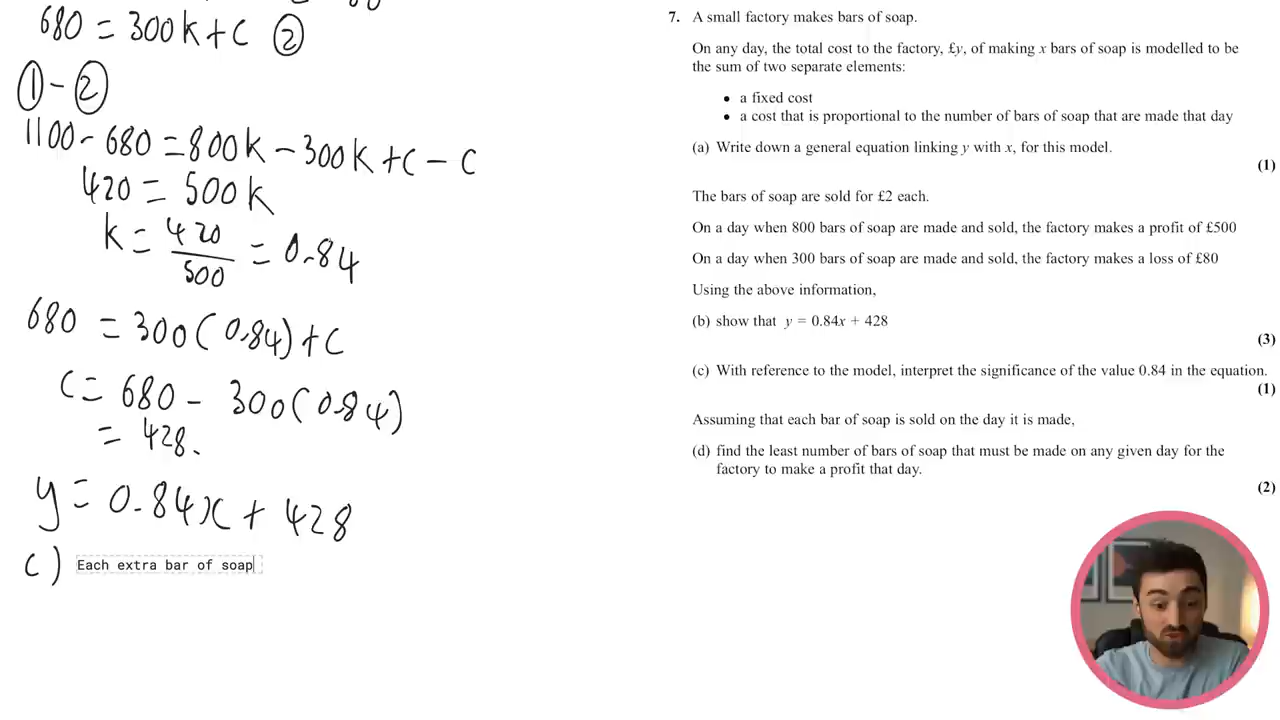 680 = 300k + c ②
① - ②
1100 - 680 = 800k - 300k + c - c
420 = 500k
k = 420/500 = 0.84
680 = 300(0.84) + c
c = 680 - 300(0.84)
= 428.
y = 0.84x + 428
c) Each extra bar of soap
7. A small factory makes bars of soap.
On any day, the total cost to the factory, £y, of making x bars of soap is modelled to be
the sum of two separate elements:
• a fixed cost
• a cost that is proportional to the number of bars of soap that are made that day
(a) Write down a general equation linking y with x, for this model.
(1)
The bars of soap are sold for £2 each.
On a day when 800 bars of soap are made and sold, the factory makes a profit of £500
On a day when 300 bars of soap are made and sold, the factory makes a loss of £80
Using the above information,
(b) show that y = 0.84x + 428
(3)
(c) With reference to the model, interpret the significance of the value 0.84 in the equation.
(1)
Assuming that each bar of soap is sold on the day it is made,
(d) find the least number of bars of soap that must be made on any given day for the
factory to make a profit that day.
(2)